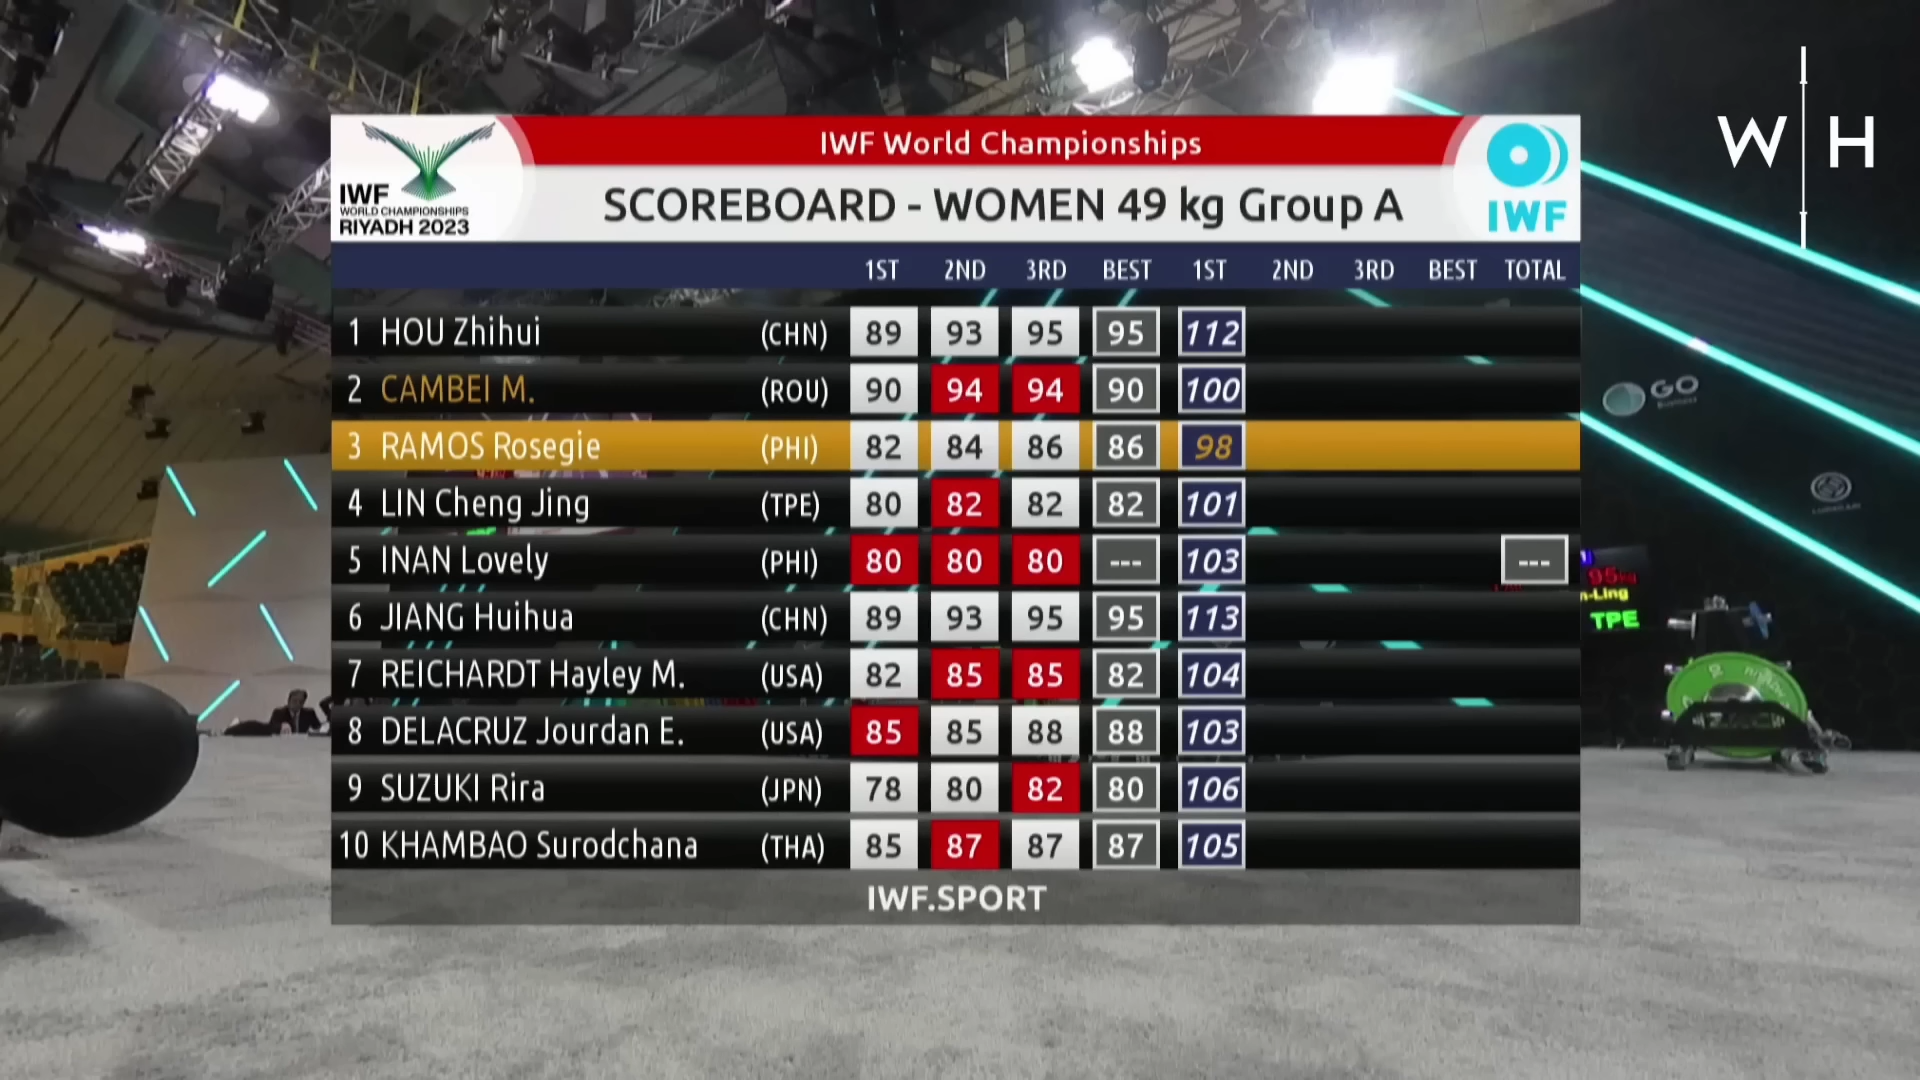 W H
IWF World Championships
SCOREBOARD - WOMEN 49 kg Group A
IWF
WORLD CHAMPIONSHIPS
RIYADH 2023
IWF
1ST 2ND 3RD BEST 1ST 2ND 3RD BEST TOTAL
1 HOU Zhihui (CHN) 89 93 95 95 112
2 CAMBEI M. (ROU) 90 94 94 90 100
3 RAMOS Rosegie (PHI) 82 84 86 86 98
4 LIN Cheng Jing (TPE) 80 82 82 82 101
5 INAN Lovely (PHI) 80 80 80 --- 103 ---
6 JIANG Huihua (CHN) 89 93 95 95 113
7 REICHARDT Hayley M. (USA) 82 85 85 82 104
8 DELACRUZ Jourdan E. (USA) 85 85 88 88 103
9 SUZUKI Rira (JPN) 78 80 82 80 106
10 KHAMBAO Surodchana (THA) 85 87 87 87 105
IWF.SPORT
GO
95kg
n-Ling
TPE